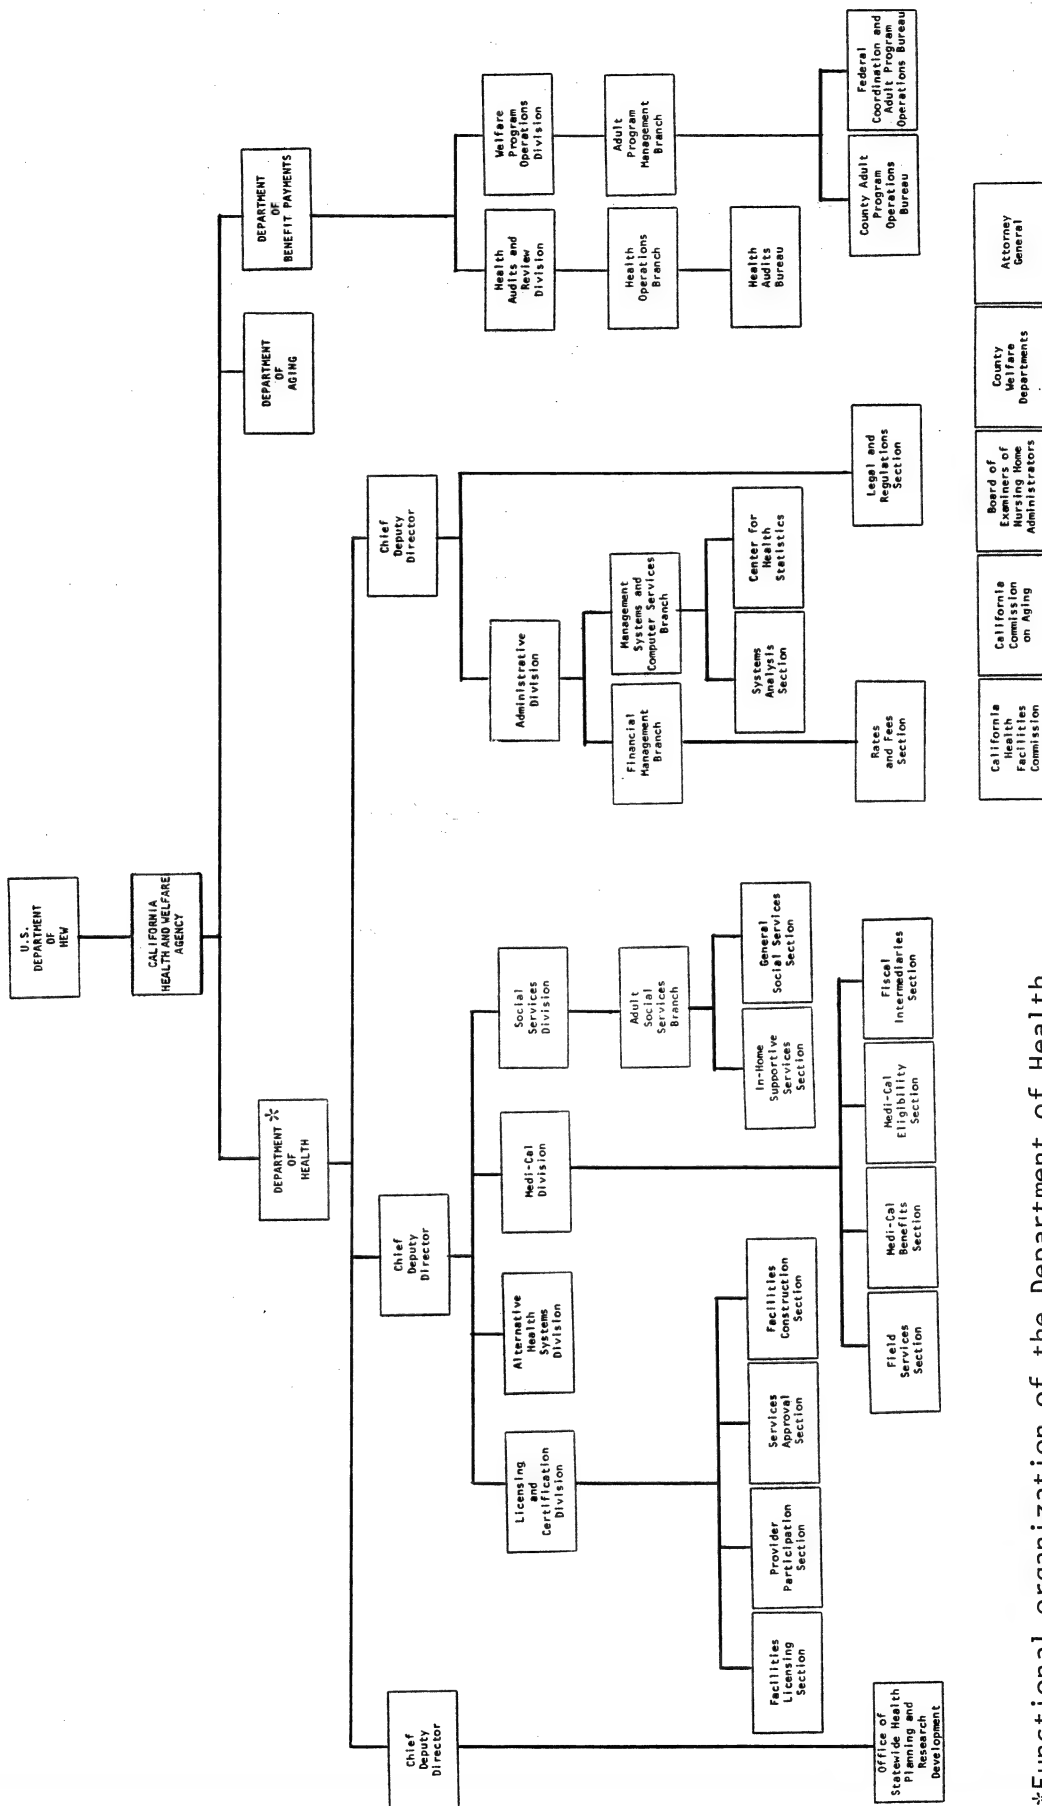 U.S.
DEPARTMENT
OF
HEW
CALIFORNIA
HEALTH AND WELFARE
AGENCY
DEPARTMENT *
OF
HEALTH
DEPARTMENT
OF
AGING
DEPARTMENT
OF
BENEFIT PAYMENTS
Chief
Deputy
Director
Chief
Deputy
Director
Chief
Deputy
Director
Licensing
and
Certification
Division
Alternative
Health
Systems
Division
Medi-Cal
Division
Social
Services
Division
Administrative
Division
Health
Audits and
Review
Division
Welfare
Program
Operations
Division
Adult
Social
Services
Branch
Financial
Management
Branch
Management
Systems and
Computer Services
Branch
Health
Operations
Branch
Adult
Program
Management
Branch
Facilities
Licensing
Section
Provider
Participation
Section
Services
Approval
Section
Facilities
Construction
Section
In-Home
Supportive
Services
Section
General
Social Services
Section
Systems
Analysis
Section
Center for
Health
Statistics
Health
Audits
Bureau
Office of
Statewide Health
Planning and
Research
Development
Field
Services
Section
Medi-Cal
Benefits
Section
Medi-Cal
Eligibility
Section
Fiscal
Intermediaries
Section
Rates
and Fees
Section
Legal and
Regulations
Section
County Adult
Program
Operations
Bureau
Federal
Coordination and
Adult Program
Operations Bureau
California
Health
Facilities
Commission
California
Commission
on Aging
Board of
Examiners of
Nursing Home
Administrators
County
Welfare
Departments
Attorney
General
*Functional organization of the Department of Health